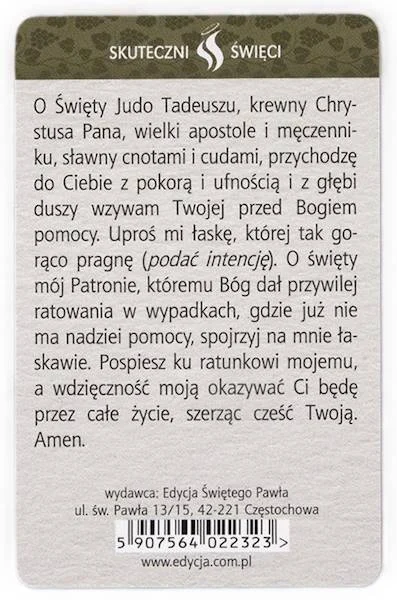 SKUTECZNI ŚWIĘCI
O Święty Judo Tadeuszu, krewny Chry-
stusa Pana, wielki apostole i męczenni-
ku, sławny cnotami i cudami, przychodzę
do Ciebie z pokorą i ufnością i z głębi
duszy wzywam Twojej przed Bogiem
pomocy. Uproś mi łaskę, której tak go-
rąco pragnę (podać intencję). O święty
mój Patronie, któremu Bóg dał przywilej
ratowania w wypadkach, gdzie już nie
ma nadziei pomocy, spojrzyj na mnie ła-
skawie. Pospiesz ku ratunkowi mojemu,
a wdzięczność moją okazywać Ci będę
przez całe życie, szerząc cześć Twoją.
Amen.
wydawca: Edycja Świętego Pawła
ul. św. Pawła 13/15, 42-221 Częstochowa
5 907564 022323 >
www.edycja.com.pl